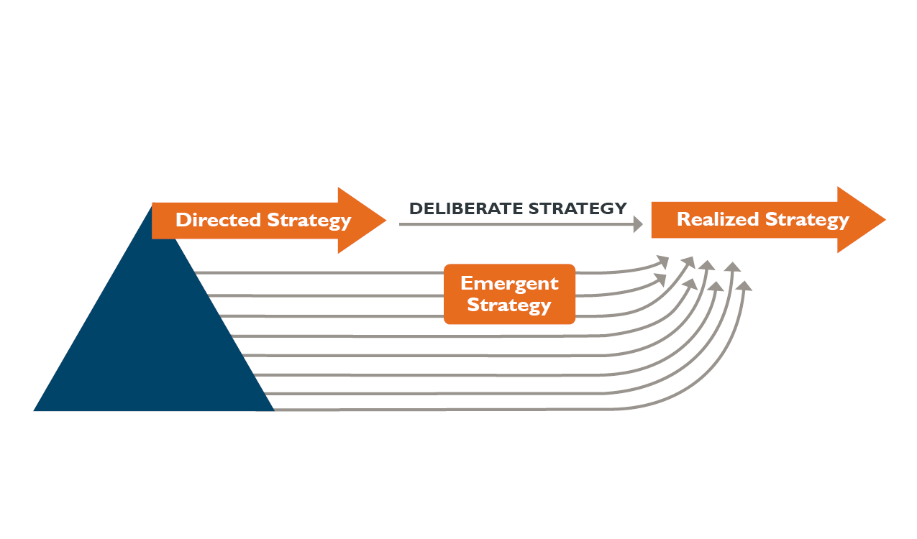 Directed Strategy
DELIBERATE STRATEGY
Realized Strategy
Emergent
Strategy